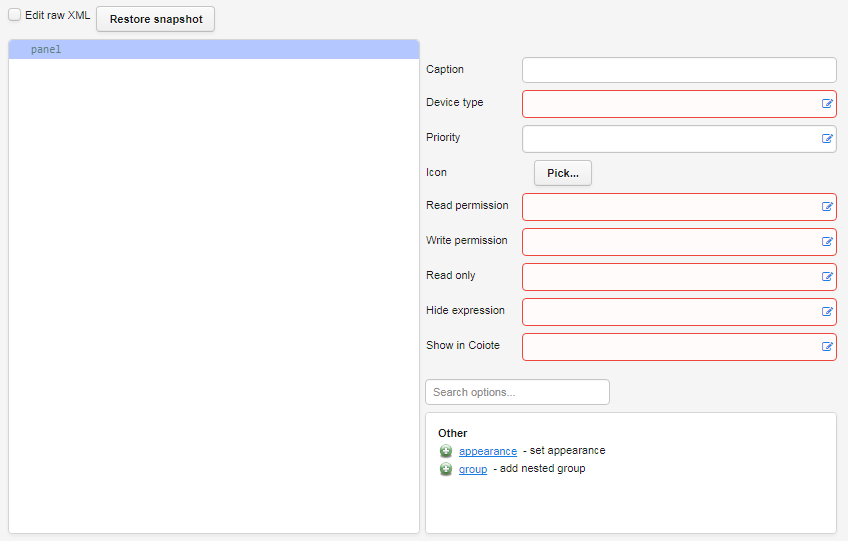 Edit raw XML
Restore snapshot
panel
Caption
Device type
Priority
Icon
Pick...
Read permission
Write permission
Read only
Hide expression
Show in Coiote
Search options...
Other
appearance - set appearance
group - add nested group